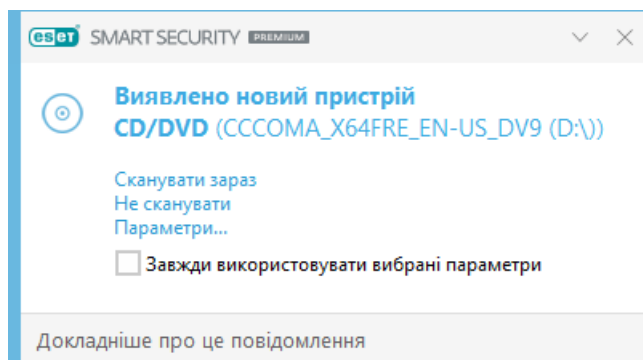 eseT SMART SECURITY PREMIUM
Виявлено новий пристрій
CD/DVD (CCCOMA_X64FRE_EN-US_DV9 (D:\))
Сканувати зараз
Не сканувати
Параметри...
Завжди використовувати вибрані параметри
Докладніше про це повідомлення